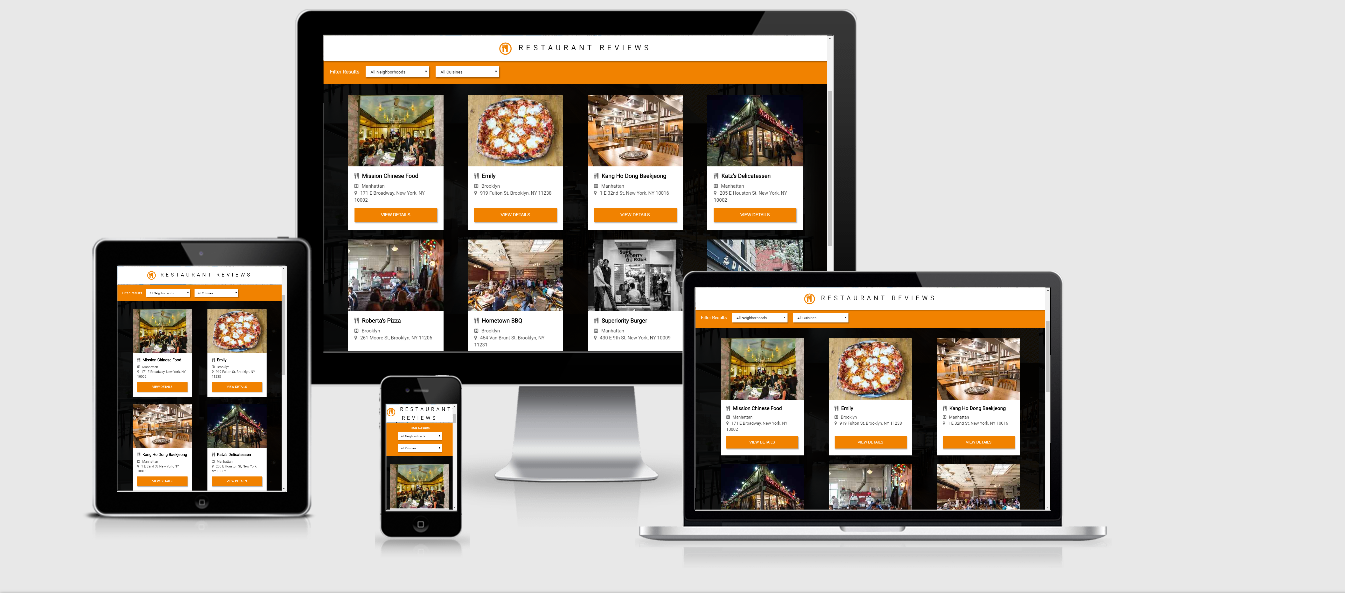 RESTAURANT REVIEWS
Filter Results
All Neighborhoods
All Cuisines
Mission Chinese Food
Manhattan
171 E Broadway, New York, NY
10002
VIEW DETAILS
Emily
Brooklyn
919 Fulton St, Brooklyn, NY 11238
VIEW DETAILS
Kang Ho Dong Baekjeong
Manhattan
1 E 32nd St, New York, NY 10016
VIEW DETAILS
Katz's Delicatessen
Manhattan
205 E Houston St, New York, NY
10002
VIEW DETAILS
Roberta's Pizza
Brooklyn
261 Moore St, Brooklyn, NY 11206
Hometown BBQ
Brooklyn
454 Van Brunt St, Brooklyn, NY
11231
Superiority Burger
Manhattan
430 E 9th St, New York, NY 10009
RESTAURANT REVIEWS
Filter Results
All Neighborhoods
All Cuisines
Mission Chinese Food
Manhattan
171 E Broadway, New York, NY
10002
VIEW DETAILS
Emily
Brooklyn
VIEW DETAILS
Kang Ho Dong Baekjeong
Manhattan
VIEW DETAILS
Katz's Delicatessen
Manhattan
VIEW DETAILS
RESTAURANT
REVIEWS
All Neighborhoods
All Cuisines
RESTAURANT REVIEWS
Filter Results
All Neighborhoods
All Cuisines
Mission Chinese Food
Manhattan
171 E Broadway, New York, NY
10002
VIEW DETAILS
Emily
Brooklyn
919 Fulton St, Brooklyn, NY 11238
VIEW DETAILS
Kang Ho Dong Baekjeong
Manhattan
1 E 32nd St, New York, NY 10016
VIEW DETAILS